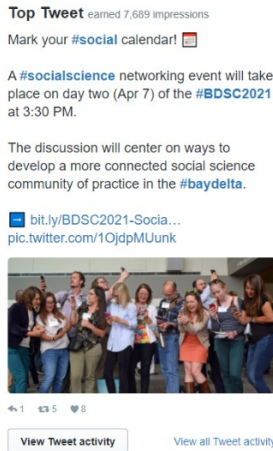 Top Tweet earned 7,689 impressions
Mark your #social calendar!
A #socialscience networking event will take
place on day two (Apr 7) of the #BDSC2021
at 3:30 PM.
The discussion will center on ways to
develop a more connected social science
community of practice in the #baydelta.
bit.ly/BDSC2021-Socia…
pic.twitter.com/1OjdpMUunk
1 5 8
View Tweet activity View all Tweet activity